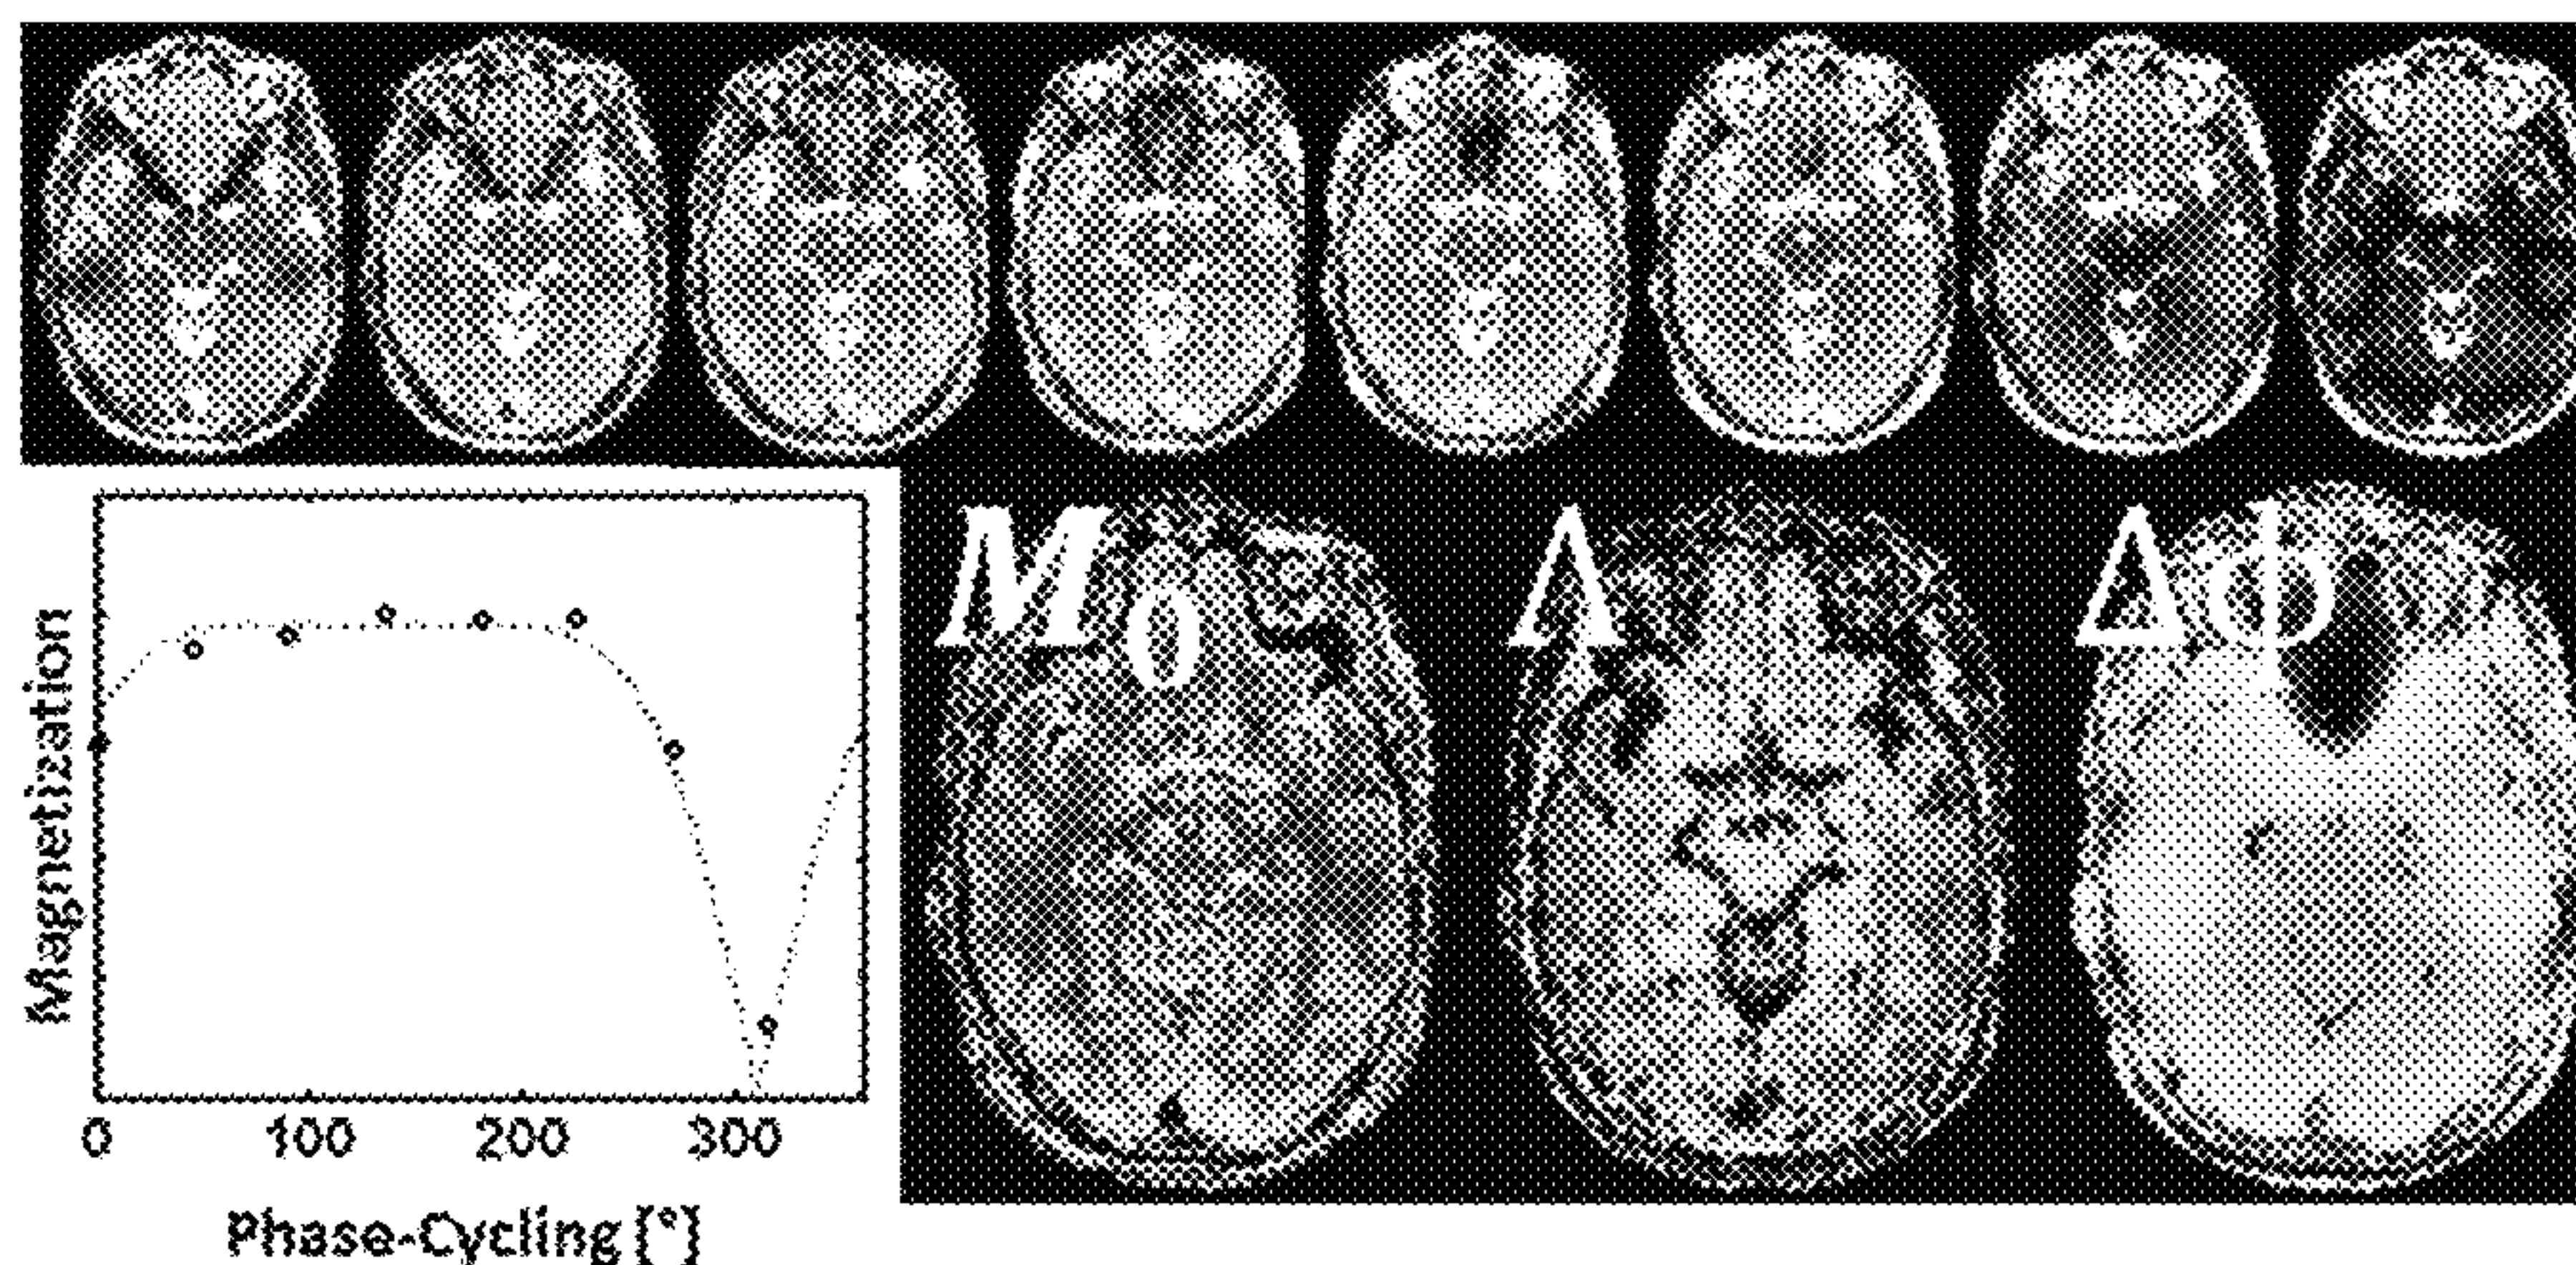 Magnetization
0 100 200 300
Phase-Cycling [°]
M0
Λ
Δϕ